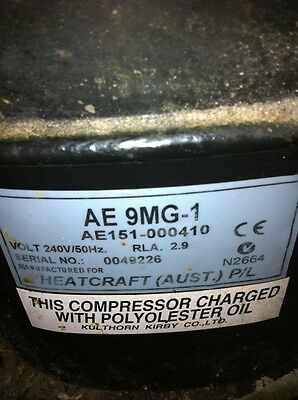 AE 9MG-1
AE151-000410
CE
VOLT 240V/50Hz. RLA. 2.9
SERIAL NO.: 0049226 N2664
MANUFACTURED FOR
HEATCRAFT (AUST.) P/L
THIS COMPRESSOR CHARGED
WITH POLYOLESTER OIL
KULTHORN KIRBY CO.,LTD.